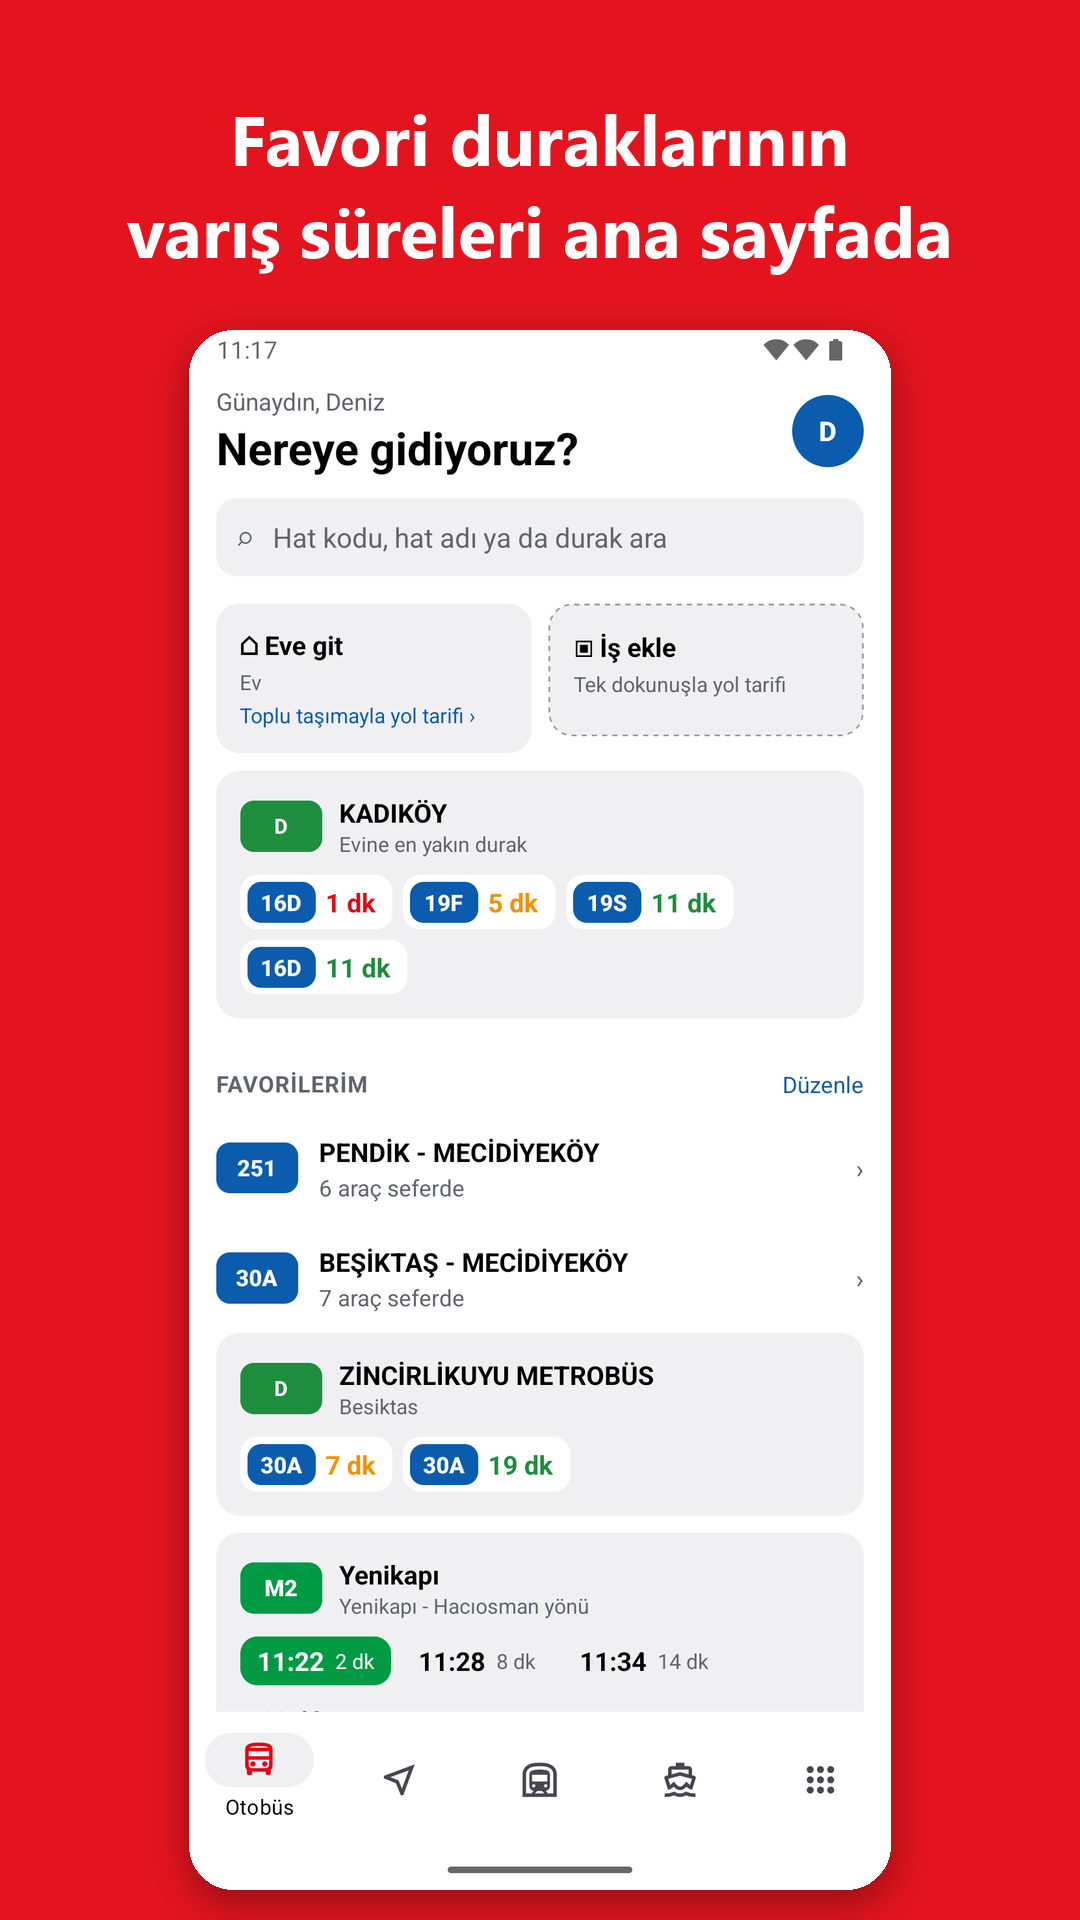 Favori duraklarının
varış süreleri ana sayfada
11:17
Günaydın, Deniz
Nereye gidiyoruz?
D
Hat kodu, hat adı ya da durak ara
Eve git
Ev
Toplu taşımayla yol tarifi ›
İş ekle
Tek dokunuşla yol tarifi
D
KADIKÖY
Evine en yakın durak
16D 1 dk 19F 5 dk 19S 11 dk
16D 11 dk
FAVORİLERİM Düzenle
251
PENDİK - MECİDİYEKÖY
6 araç seferde
30A
BEŞİKTAŞ - MECİDİYEKÖY
7 araç seferde
D
ZİNCİRLİKUYU METROBÜS
Besiktas
30A 7 dk 30A 19 dk
M2
Yenikapı
Yenikapı - Hacıosman yönü
11:22 2 dk 11:28 8 dk 11:34 14 dk
Otobüs